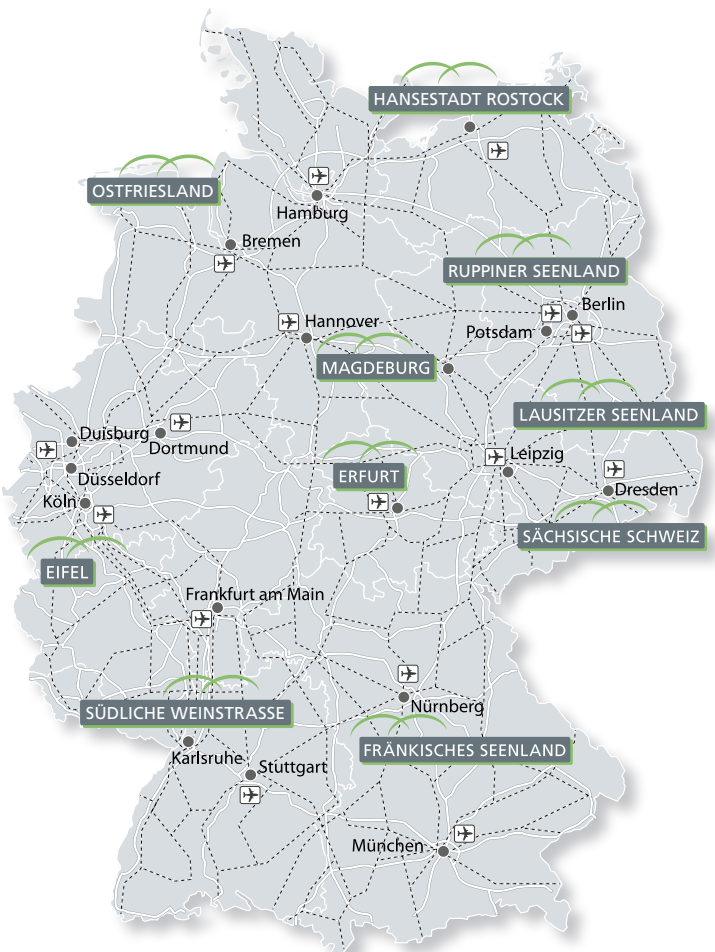 HANSESTADT ROSTOCK
OSTFRIESLAND
Hamburg
Bremen
RUPPINER SEENLAND
Berlin
Hannover
Potsdam
MAGDEBURG
LAUSITZER SEENLAND
Duisburg
Dortmund
Leipzig
ERFURT
Düsseldorf
Dresden
Köln
SÄCHSISCHE SCHWEIZ
EIFEL
Frankfurt am Main
Nürnberg
SÜDLICHE WEINSTRASSE
FRÄNKISCHES SEENLAND
Karlsruhe
Stuttgart
München